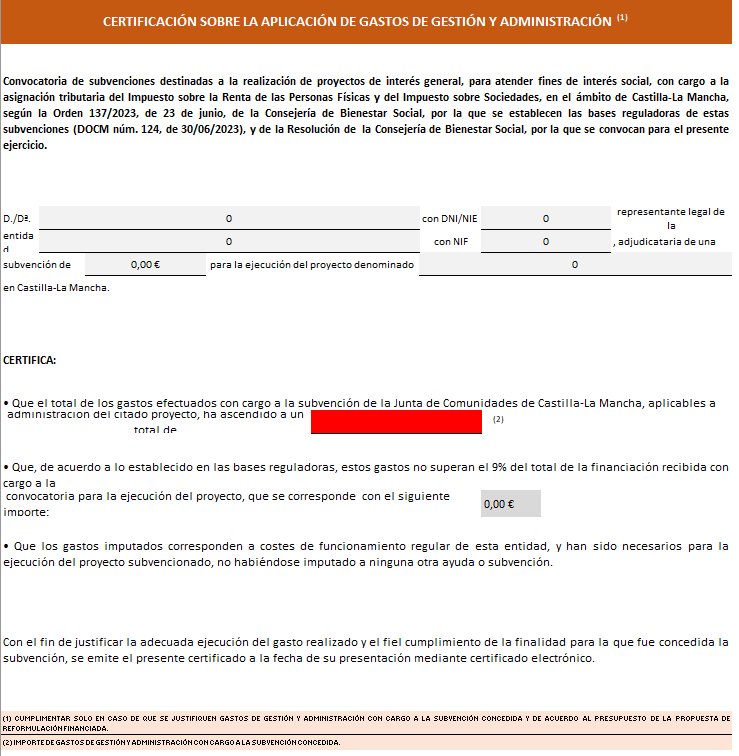 CERTIFICACIÓN SOBRE LA APLICACIÓN DE GASTOS DE GESTIÓN Y ADMINISTRACIÓN (1)
Convocatoria de subvenciones destinadas a la realización de proyectos de interés general, para atender fines de interés social, con cargo a la
asignación tributaria del Impuesto sobre la Renta de las Personas Físicas y del Impuesto sobre Sociedades, en el ámbito de Castilla-La Mancha,
según la Orden 137/2023, de 23 de junio, de la Consejería de Bienestar Social, por la que se establecen las bases reguladoras de estas
subvenciones (DOCM núm. 124, de 30/06/2023), y de la Resolución de la Consejería de Bienestar Social, por la que se convocan para el presente
ejercicio.
D./Dª. 0 con DNI/NIE 0 representante legal de
la
entida
d 0 con NIF 0 , adjudicataria de una
subvención de 0,00 € para la ejecución del proyecto denominado 0
en Castilla-La Mancha.
CERTIFICA:
• Que el total de los gastos efectuados con cargo a la subvención de la Junta de Comunidades de Castilla-La Mancha, aplicables a
administración del citado proyecto, ha ascendido a un
total de (2)
• Que, de acuerdo a lo establecido en las bases reguladoras, estos gastos no superan el 9% del total de la financiación recibida con
cargo a la
convocatoria para la ejecución del proyecto, que se corresponde con el siguiente
importe: 0,00 €
• Que los gastos imputados corresponden a costes de funcionamiento regular de esta entidad, y han sido necesarios para la
ejecución del proyecto subvencionado, no habiéndose imputado a ninguna otra ayuda o subvención.
Con el fin de justificar la adecuada ejecución del gasto realizado y el fiel cumplimiento de la finalidad para la que fue concedida la
subvención, se emite el presente certificado a la fecha de su presentación mediante certificado electrónico.
(1) CUMPLIMENTAR SOLO EN CASO DE QUE SE JUSTIFIQUEN GASTOS DE GESTIÓN Y ADMINISTRACIÓN CON CARGO A LA SUBVENCIÓN CONCEDIDA Y DE ACUERDO AL PRESUPUESTO DE LA PROPUESTA DE
REFORMULACIÓN FINANCIADA.
(2) IMPORTE DE GASTOS DE GESTIÓN Y ADMINISTRACIÓN CON CARGO A LA SUBVENCIÓN CONCEDIDA.